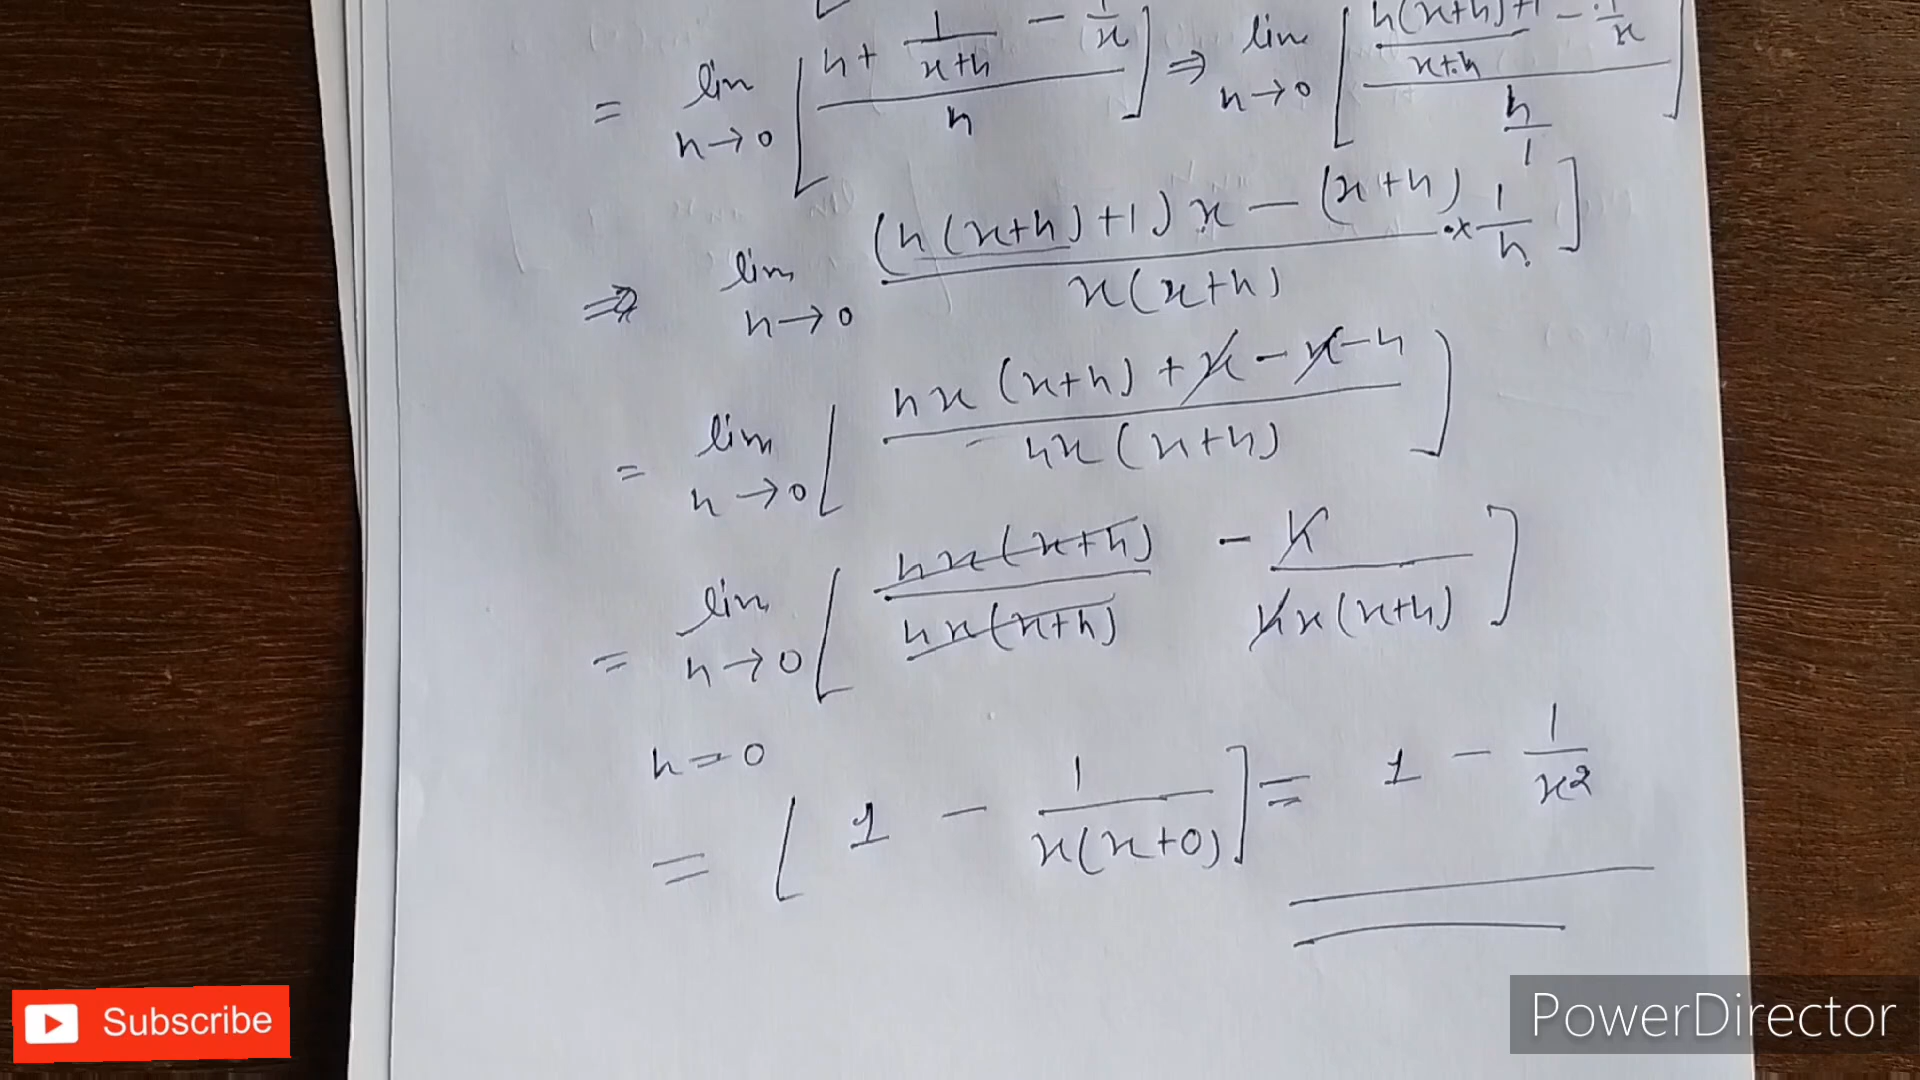 = lim h→0 [ (h + 1/(x+h) - 1/x) / h ] ⇒ lim h→0 [ ((h(x+h)+1)/(x+h) - 1/x) / (h/1) ]
⇒ lim h→0 ((h(x+h)+1)x - (x+h)) / (x(x+h)) × 1/h ]
= lim h→0 [ (hx(x+h) + x - x - h) / (hx(x+h)) ]
= lim h→0 [ hx(x+h) / hx(x+h) - h / hx(x+h) ]
h = 0
= [ 1 - 1/(x(x+0)) ] = 1 - 1/x²
Subscribe
PowerDirector